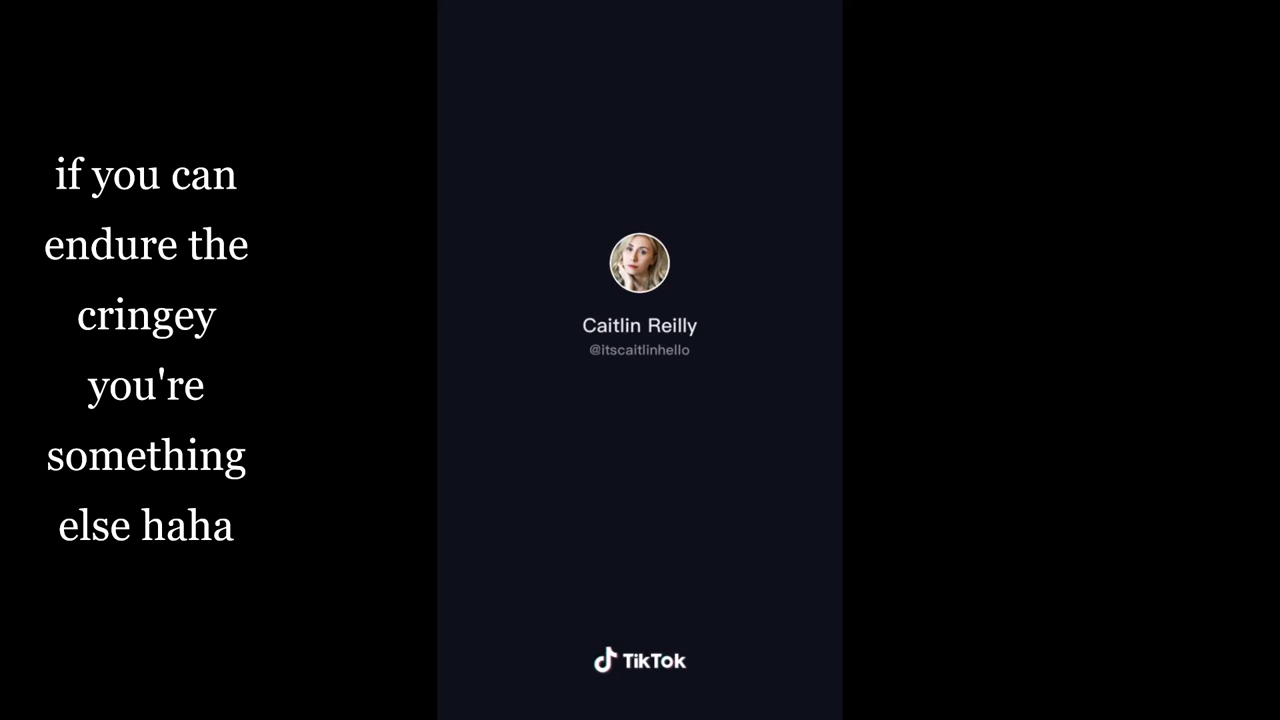 if you can
endure the
cringey
you're
something
else haha
Caitlin Reilly
@itscaitlinhello
TikTok